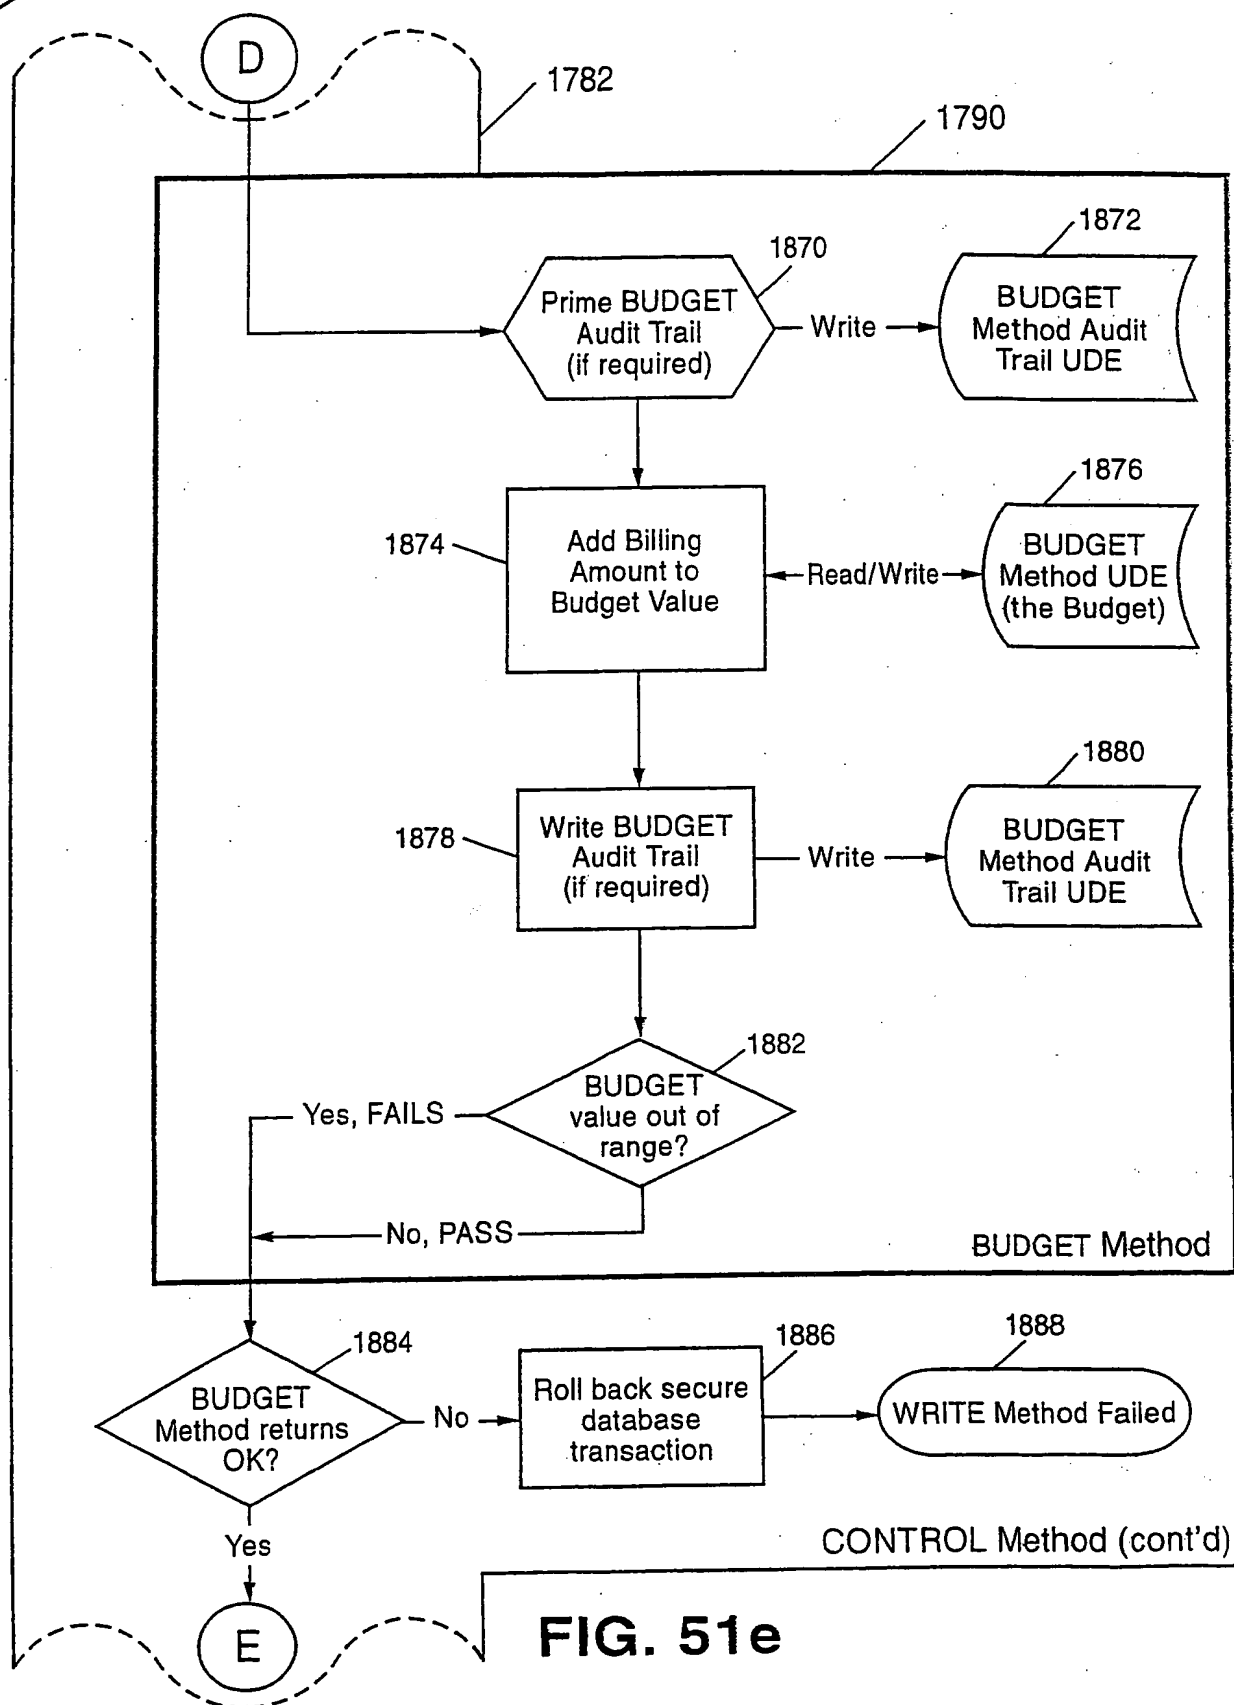 D
1782
1790
1872
1870
Prime BUDGET
Audit Trail
(if required)
Write
BUDGET
Method Audit
Trail UDE
1876
1874
Add Billing
Amount to
Budget Value
Read/Write
BUDGET
Method UDE
(the Budget)
1880
1878
Write BUDGET
Audit Trail
(if required)
Write
BUDGET
Method Audit
Trail UDE
1882
BUDGET
value out of
range?
Yes, FAILS
No, PASS
BUDGET Method
1884
BUDGET
Method returns
OK?
No
1886
Roll back secure
database
transaction
1888
WRITE Method Failed
Yes
CONTROL Method (cont'd)
E
FIG. 51e